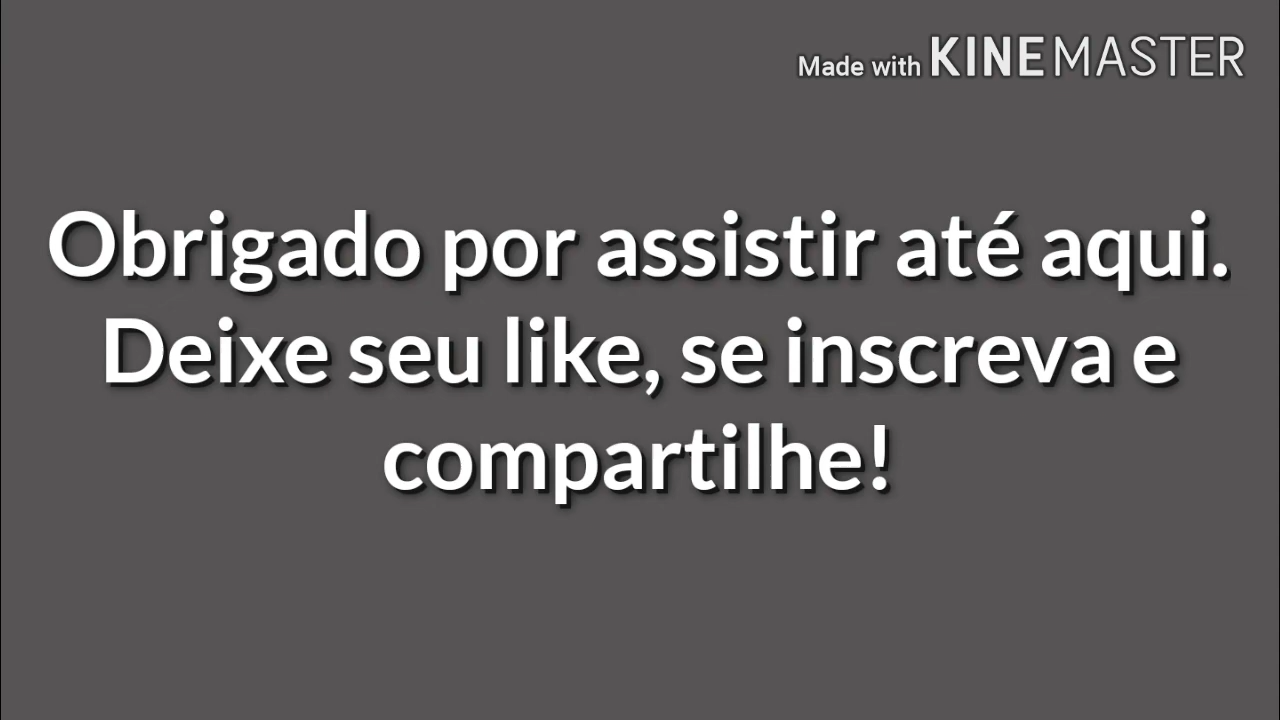 Made with KINEMASTER
Obrigado por assistir até aqui.
Deixe seu like, se inscreva e
compartilhe!